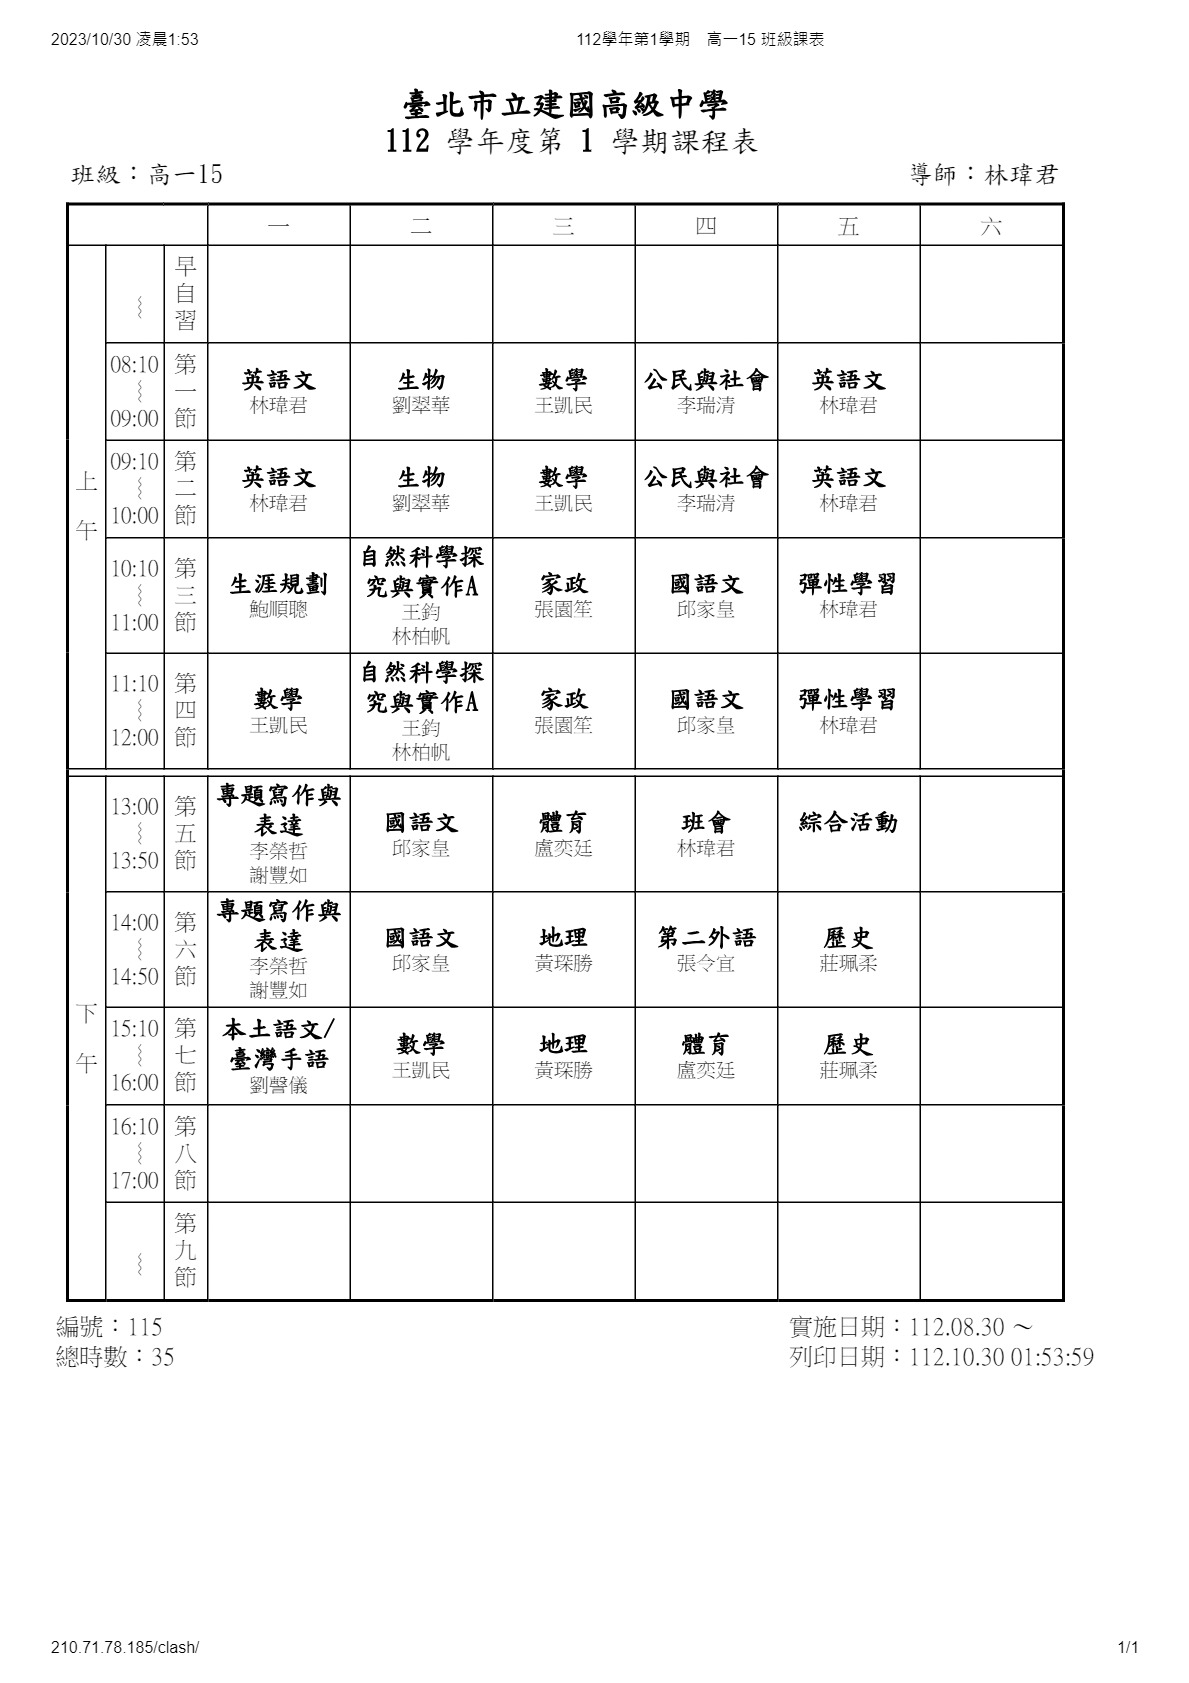 2023/10/30 凌晨1:53
112學年第1學期 高一15 班級課表
臺北市立建國高級中學
112 學年度第 1 學期課程表
班級：高一15
導師：林瑋君
一 二 三 四 五 六
上午
～
早自習
08:10
～
09:00
第一節
英語文
林瑋君
生物
劉翠華
數學
王凱民
公民與社會
李瑞清
英語文
林瑋君
09:10
～
10:00
第二節
英語文
林瑋君
生物
劉翠華
數學
王凱民
公民與社會
李瑞清
英語文
林瑋君
10:10
～
11:00
第三節
生涯規劃
鮑順聰
自然科學探
究與實作A
王鈞
林柏帆
家政
張園笙
國語文
邱家皇
彈性學習
林瑋君
11:10
～
12:00
第四節
數學
王凱民
自然科學探
究與實作A
王鈞
林柏帆
家政
張園笙
國語文
邱家皇
彈性學習
林瑋君
下午
13:00
～
13:50
第五節
專題寫作與
表達
李榮哲
謝豐如
國語文
邱家皇
體育
盧奕廷
班會
林瑋君
綜合活動
14:00
～
14:50
第六節
專題寫作與
表達
李榮哲
謝豐如
國語文
邱家皇
地理
黃琛勝
第二外語
張令宜
歷史
莊珮柔
15:10
～
16:00
第七節
本土語文/
臺灣手語
劉謦儀
數學
王凱民
地理
黃琛勝
體育
盧奕廷
歷史
莊珮柔
16:10
～
17:00
第八節
～
第九節
編號：115
總時數：35
實施日期：112.08.30 ～
列印日期：112.10.30 01:53:59
210.71.78.185/clash/
1/1